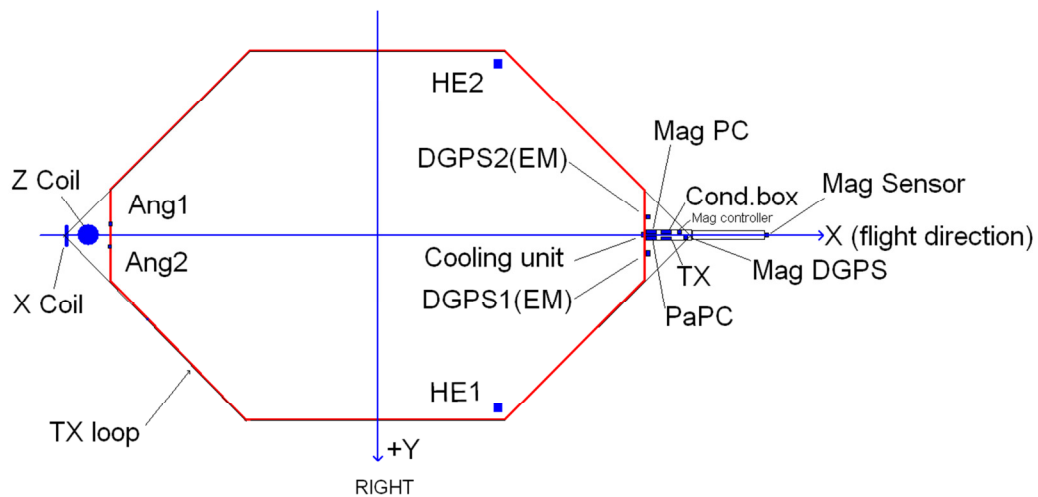 HE2
Mag PC
DGPS2(EM)
Z Coil
Ang1
Cond.box
Mag Sensor
Mag controller
X (flight direction)
Ang2
Cooling unit
TX
Mag DGPS
X Coil
DGPS1(EM)
PaPC
HE1
TX loop
+Y
RIGHT